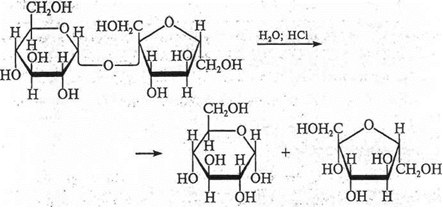 CH₂OH
O HOH₂C O
H H H H H₂O; HCl
OH H O HO CH₂OH
HO H
H OH OH H
CH₂OH
O HOH₂C O
H H H H
OH H + HO HO
HO OH CH₂OH
H OH OH H